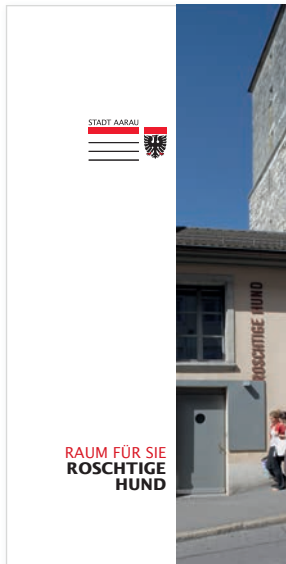 STADT AARAU
ROSCHTIGE HUND
RAUM FÜR SIE
ROSCHTIGE
HUND